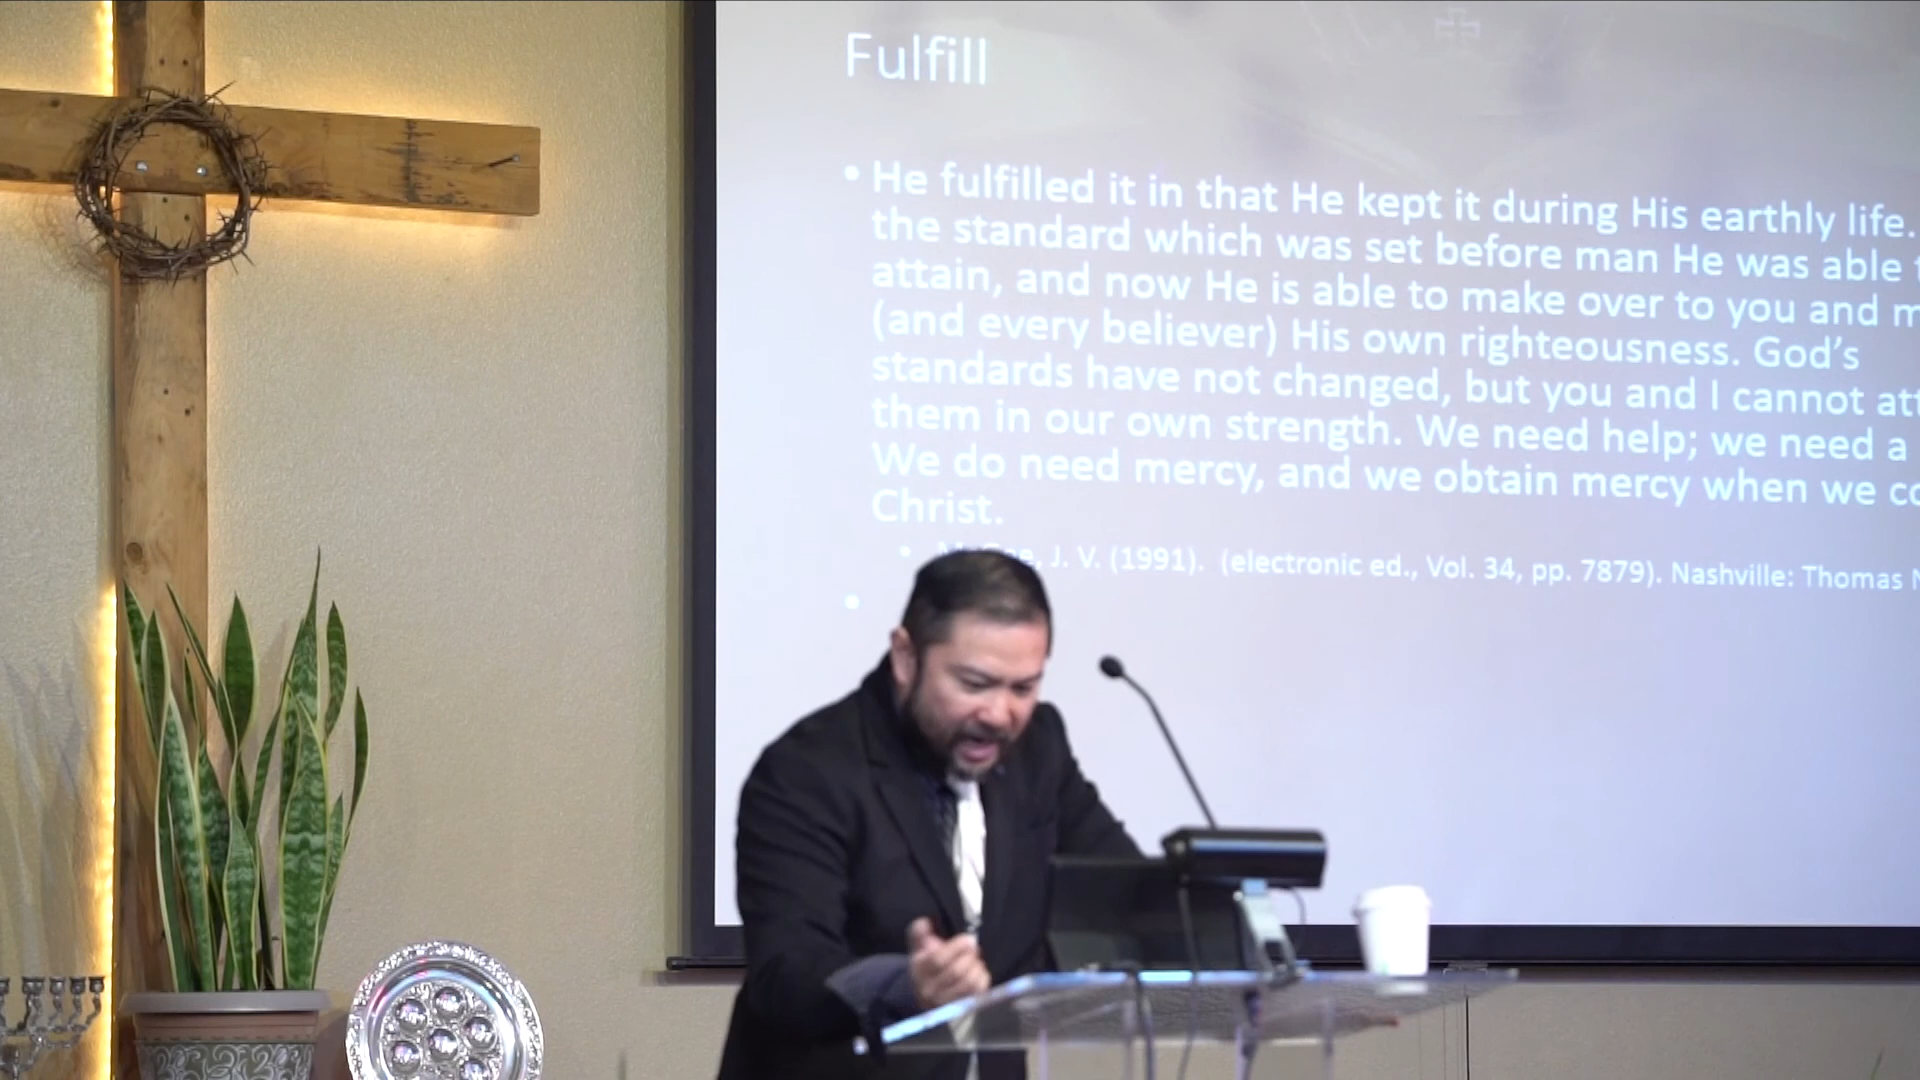 Fulfill
• He fulfilled it in that He kept it during His earthly life.
the standard which was set before man He was able
attain, and now He is able to make over to you and
(and every believer) His own righteousness. God’s
standards have not changed, but you and I cannot
them in our own strength. We need help; we need a
We do need mercy, and we obtain mercy when we
Christ.
• J. V. (1991). (electronic ed., Vol. 34, pp. 7879). Nashville: Thomas
•